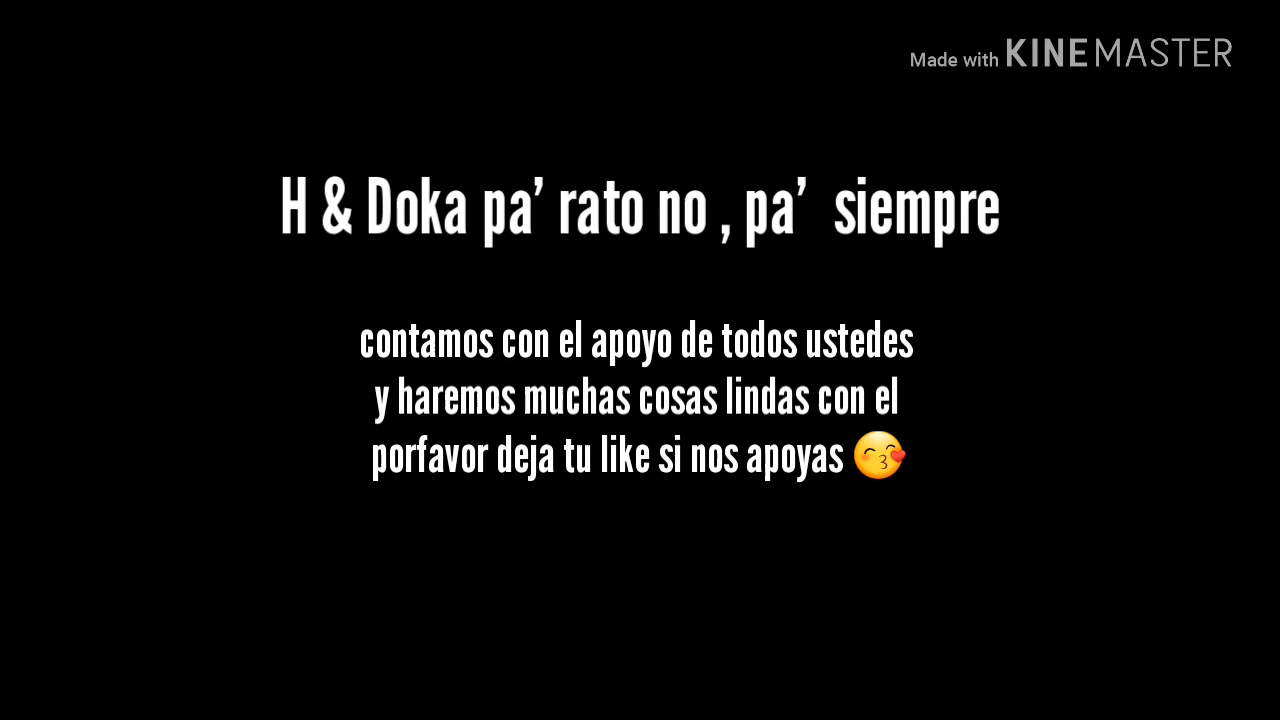 Made with KINEMASTER
H & Doka pa’ rato no , pa’ siempre
contamos con el apoyo de todos ustedes
y haremos muchas cosas lindas con el
porfavor deja tu like si nos apoyas 😙